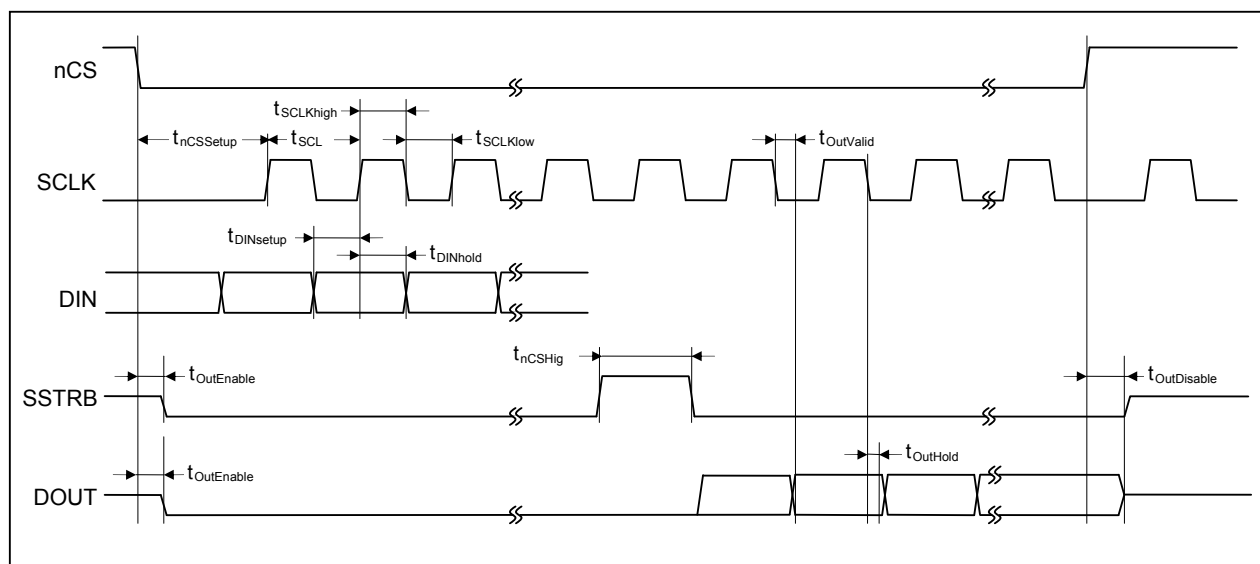 nCS
tSCLKhigh
tnCSSetup tSCL tSCLKlow tOutValid
SCLK
tDINsetup
tDINhold
DIN
tnCSHig
tOutEnable tOutDisable
SSTRB
tOutEnable tOutHold
DOUT